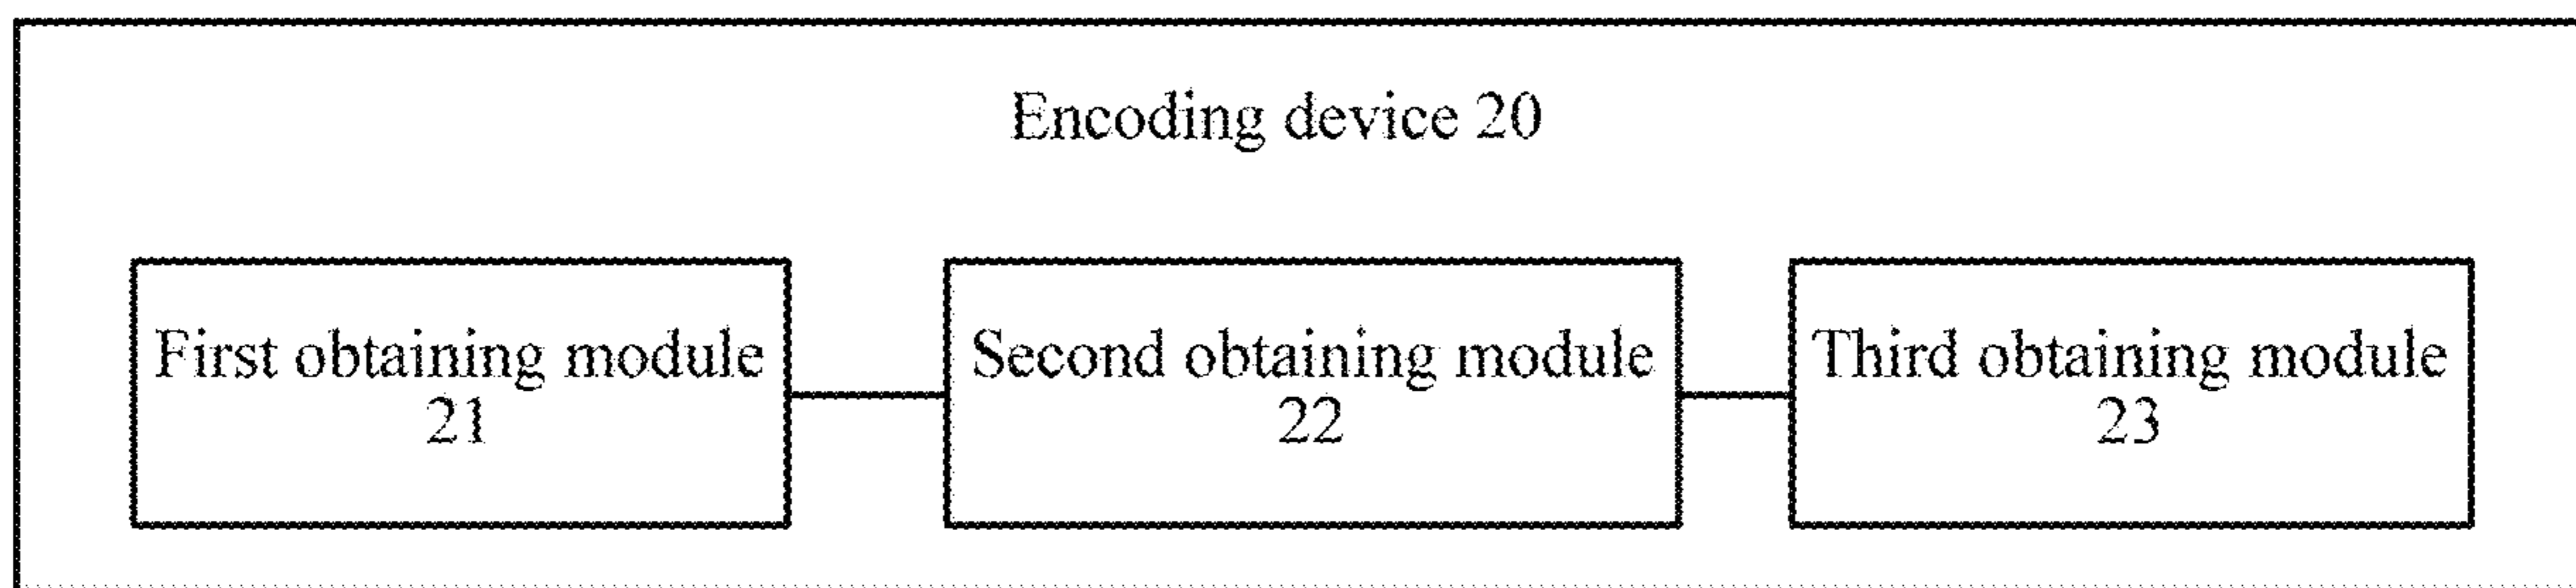 Encoding device 20
First obtaining module
21
Second obtaining module
22
Third obtaining module
23